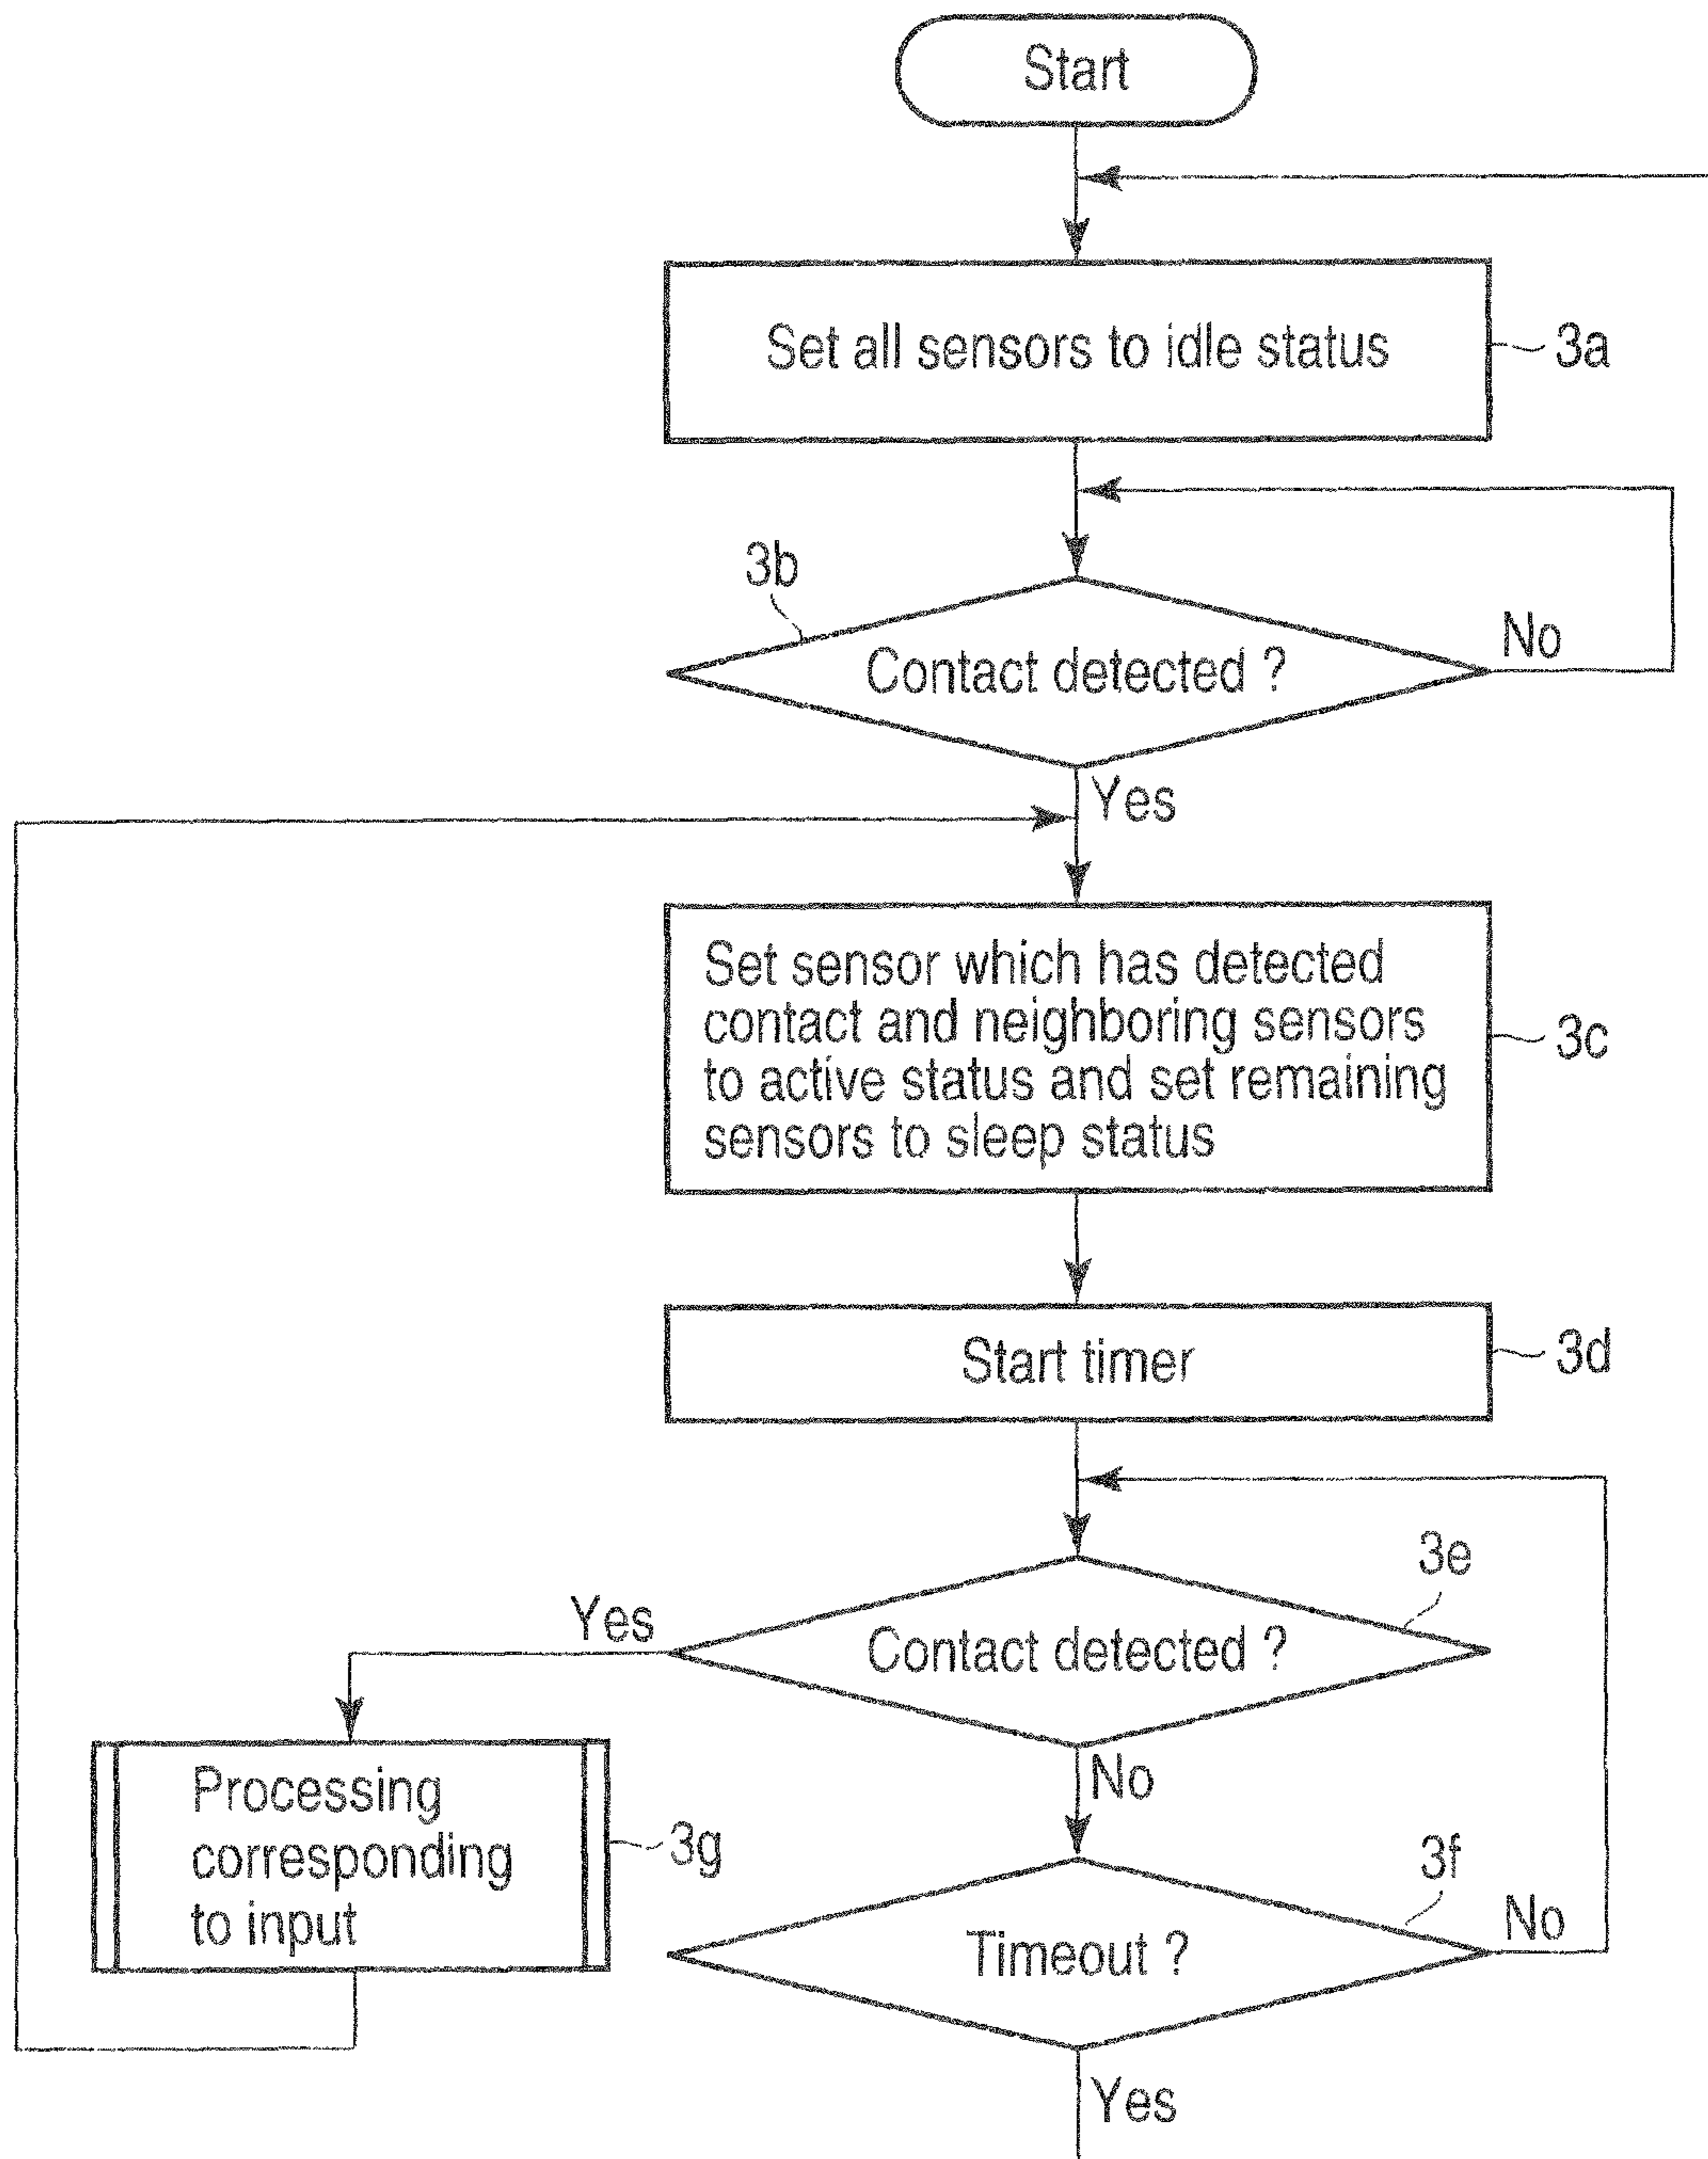 Start
Set all sensors to idle status
3a
3b
Contact detected ?
No
Yes
Set sensor which has detected
contact and neighboring sensors
to active status and set remaining
sensors to sleep status
3c
Start timer
3d
3e
Yes
Contact detected ?
No
Processing
corresponding
to input
3g
3f
Timeout ?
No
Yes